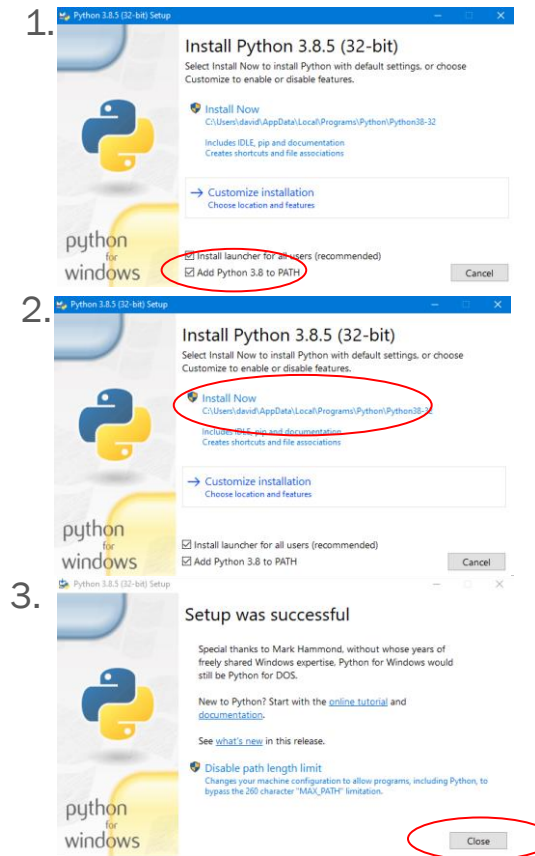 1.
Python 3.8.5 (32-bit) Setup
Install Python 3.8.5 (32-bit)
Select Install Now to install Python with default settings, or choose
Customize to enable or disable features.
Install Now
C:\Users\david\AppData\Local\Programs\Python\Python38-32
Includes IDLE, pip and documentation
Creates shortcuts and file associations
Customize installation
Choose location and features
python
for
windows
Install launcher for all users (recommended)
Add Python 3.8 to PATH
Cancel
2.
Python 3.8.5 (32-bit) Setup
Install Python 3.8.5 (32-bit)
Select Install Now to install Python with default settings, or choose
Customize to enable or disable features.
Install Now
C:\Users\david\AppData\Local\Programs\Python\Python38-32
Includes IDLE, pip and documentation
Creates shortcuts and file associations
Customize installation
Choose location and features
python
for
windows
Install launcher for all users (recommended)
Add Python 3.8 to PATH
Cancel
3.
Python 3.8.5 (32-bit) Setup
Setup was successful
Special thanks to Mark Hammond, without whose years of
freely shared Windows expertise, Python for Windows would
still be Python for DOS.
New to Python? Start with the online tutorial and
documentation.
See what's new in this release.
Disable path length limit
Changes your machine configuration to allow programs, including Python, to
bypass the 260 character "MAX_PATH" limitation.
python
for
windows
Close